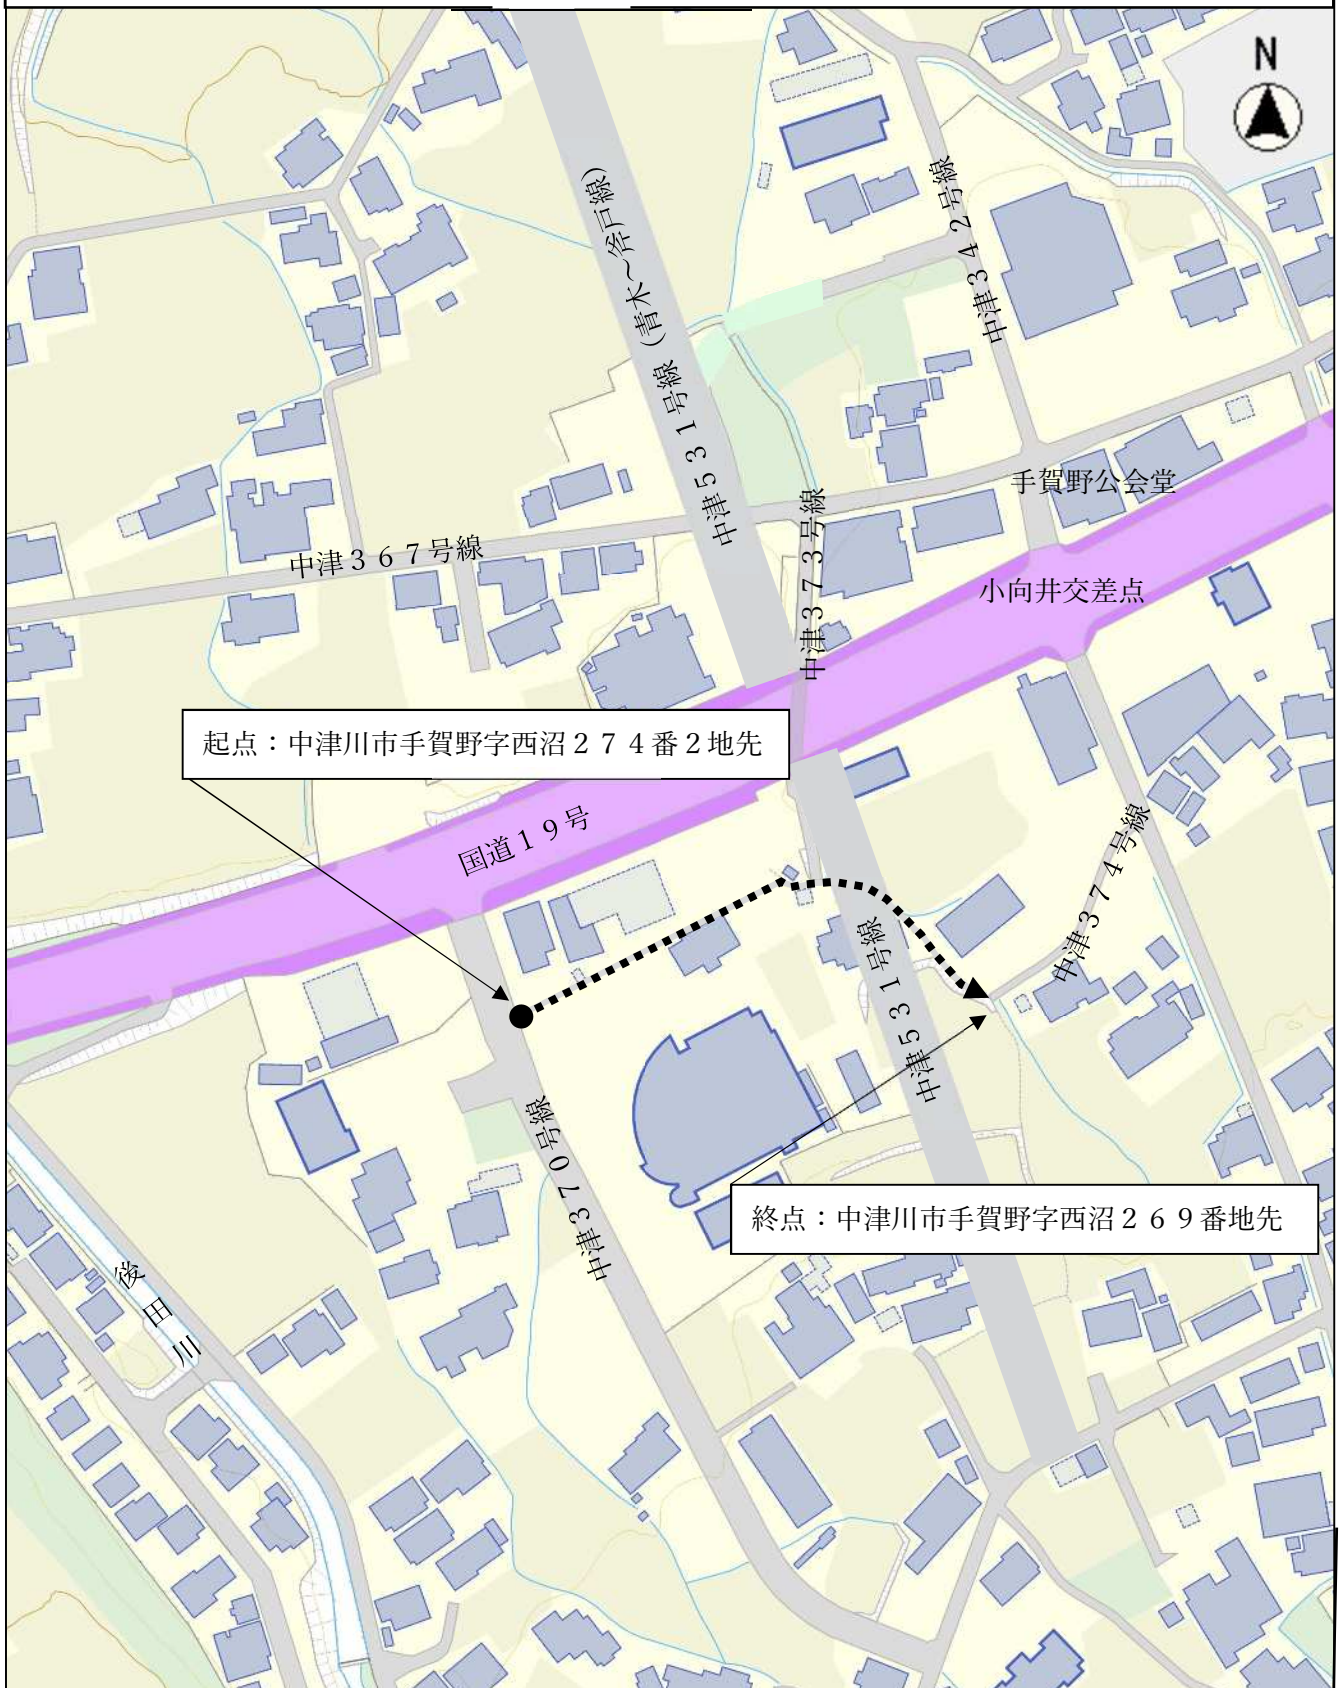 N
中津５３１号線（青木～斧戸線）
中津３４２号線
手賀野公会堂
中津３７３号線
中津３６７号線
小向井交差点
起点：中津川市手賀野字西沼２７４番２地先
国道１９号
中津３７４号線
中津５３１号線
中津３７０号線
終点：中津川市手賀野字西沼２６９番地先
後田川